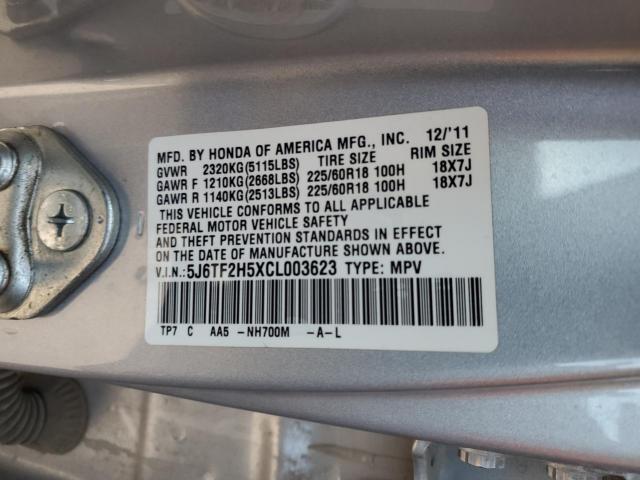 MFD. BY HONDA OF AMERICA MFG., INC. 12/'11
GVWR 2320KG(5115LBS) TIRE SIZE RIM SIZE
GAWR F 1210KG(2668LBS) 225/60R18 100H 18X7J
GAWR R 1140KG(2513LBS) 225/60R18 100H 18X7J
THIS VEHICLE CONFORMS TO ALL APPLICABLE
FEDERAL MOTOR VEHICLE SAFETY
AND THEFT PREVENTION STANDARDS IN EFFECT
ON THE DATE OF MANUFACTURE SHOWN ABOVE.
V.I.N.:5J6TF2H5XCL003623 TYPE: MPV
TP7 C AA5 -NH700M -A-L